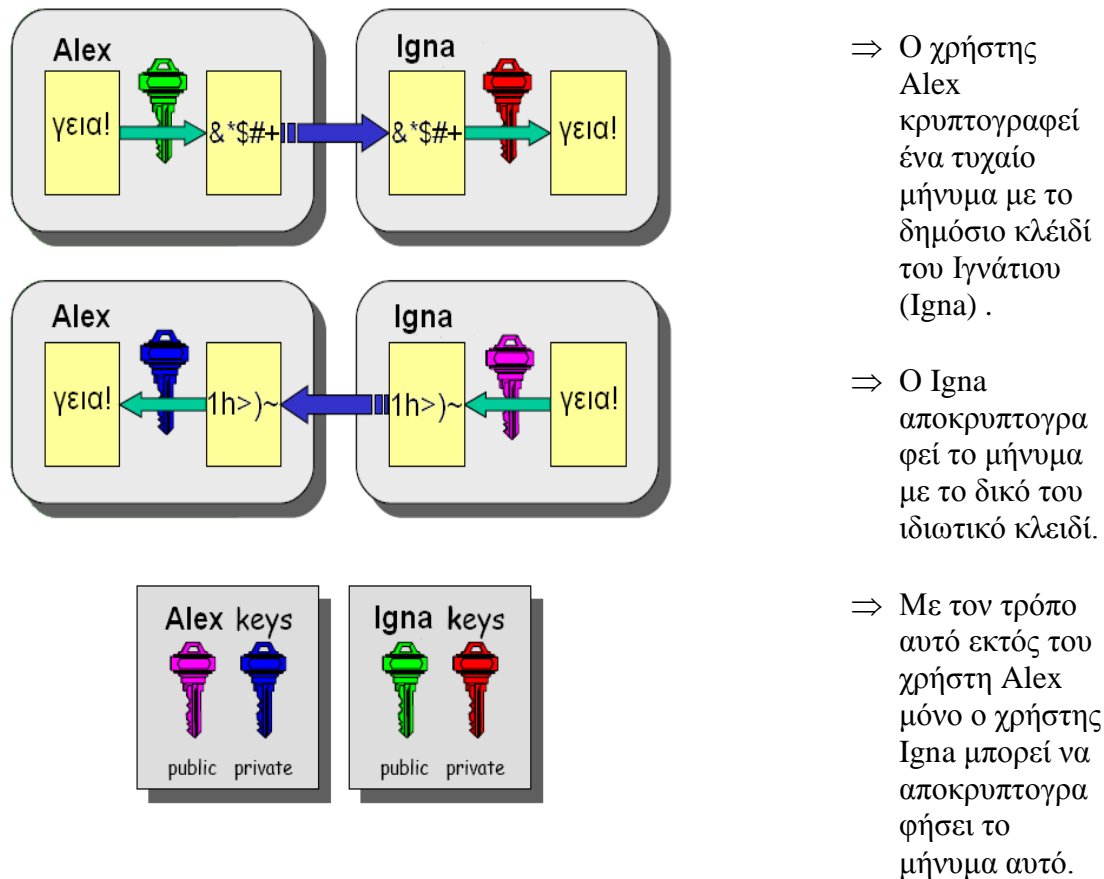 Alex
γεια!
&*$#+
Igna
&*$#+
γεια!
Alex
γεια!
1h>)~
Igna
1h>)~
γεια!
Alex keys
public private
Igna keys
public private
⇒ Ο χρήστης
Alex
κρυπτογραφεί
ένα τυχαίο
μήνυμα με το
δημόσιο κλέιδί
του Ιγνάτιου
(Igna) .
⇒ Ο Igna
αποκρυπτογρα
φεί το μήνυμα
με το δικό του
ιδιωτικό κλειδί.
⇒ Με τον τρόπο
αυτό εκτός του
χρήστη Alex
μόνο ο χρήστης
Igna μπορεί να
αποκρυπτογρα
φήσει το
μήνυμα αυτό.